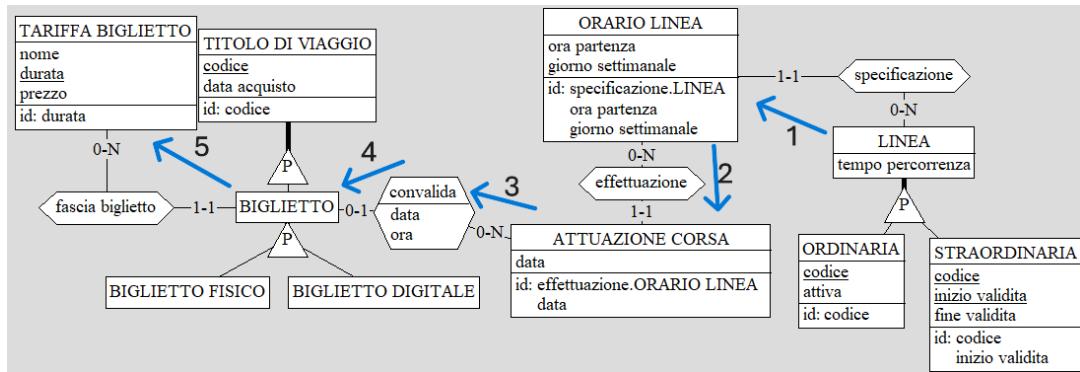 TARIFFA BIGLIETTO
nome
durata
prezzo
id: durata
TITOLO DI VIAGGIO
codice
data acquisto
id: codice
ORARIO LINEA
ora partenza
giorno settimanale
id: specificazione.LINEA
ora partenza
giorno settimanale
1-1
specificazione
0-N
1
LINEA
tempo percorrenza
0-N
5
4
P
0-N
2
effettuazione
fascia biglietto
1-1
BIGLIETTO
0-1
convalida
data
ora
3
0-N
1-1
P
P
ATTUAZIONE CORSA
data
id: effettuazione.ORARIO LINEA
data
BIGLIETTO FISICO
BIGLIETTO DIGITALE
ORDINARIA
codice
attiva
id: codice
STRAORDINARIA
codice
inizio validita
fine validita
id: codice
inizio validita